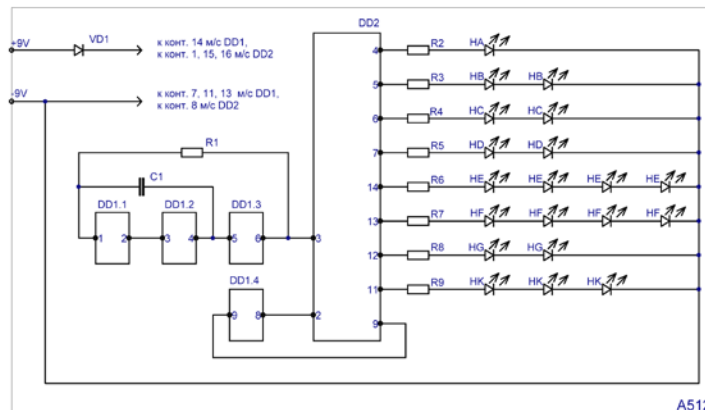 DD2
+9V
VD1
к конт. 14 м/с DD1,
к конт. 1, 15, 16 м/с DD2
-9V
к конт. 7, 11, 13 м/с DD1,
к конт. 8 м/с DD2
4 R2 HA
5 R3 HB HB
6 R4 HC HC
7 R5 HD HD
14 R6 HE HE HE HE
13 R7 HF HF HF HF
12 R8 HG HG
11 R9 HK HK HK
9
R1
C1
DD1.1 DD1.2 DD1.3
1 2 3 4 5 6 3
DD1.4
9 8 2
A512